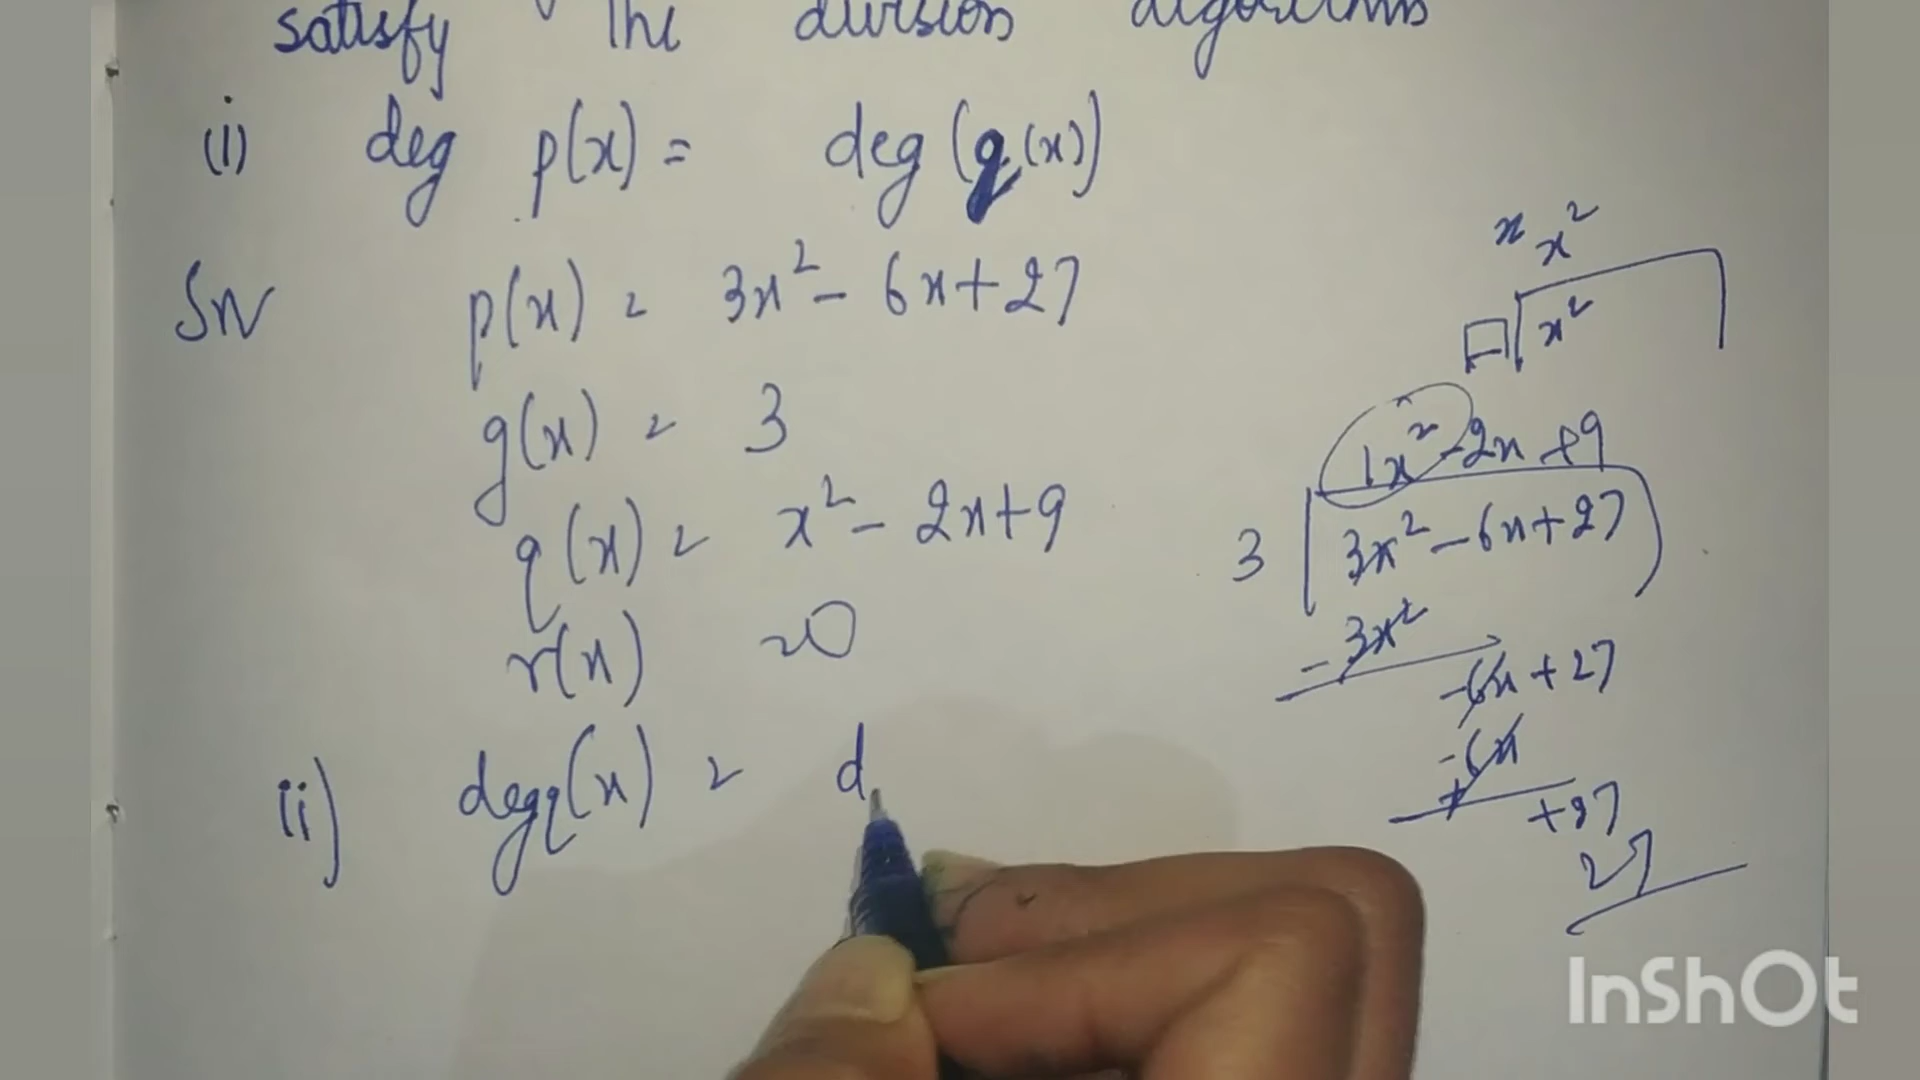 satisfy the division algorithms
(i) deg p(x) = deg (q(x))
Sn p(x) = 3x² - 6x + 27
g(x) = 3
q(x) = x² - 2x + 9
r(x) = 0
ii) deg q(x) = d
x x²
x²
1x² - 2x + 9
3 3x² - 6x + 27
- 3x²
-6x + 27
-6x
+
+27
27
InShOt